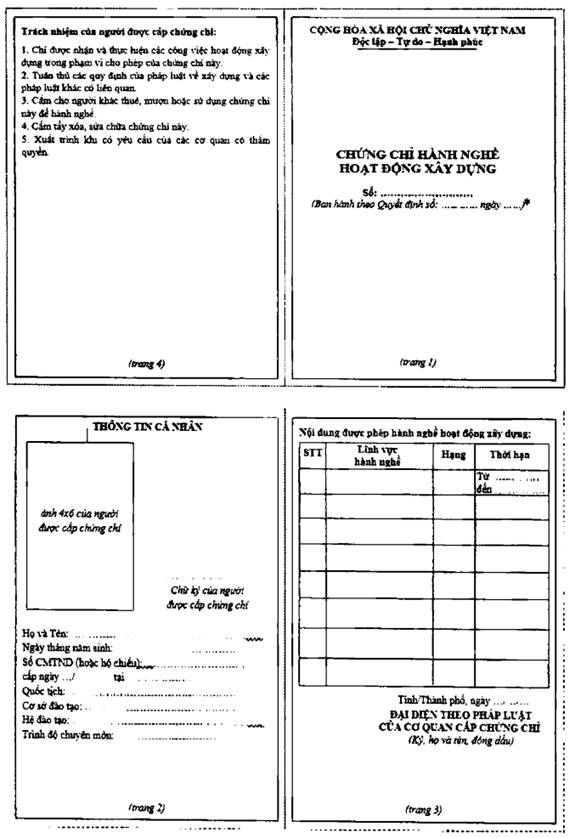 Trách nhiệm của người được cấp chứng chỉ:
1. Chỉ được nhận và thực hiện các công việc hoạt động xây
dựng trong phạm vi cho phép của chứng chỉ này.
2. Tuân thủ các quy định của pháp luật về xây dựng và các
pháp luật khác có liên quan.
3. Cấm cho người khác thuê, mượn hoặc sử dụng chứng chỉ
này để hành nghề.
4. Cấm tẩy xóa, sửa chữa chứng chỉ này.
5. Xuất trình khi có yêu cầu của các cơ quan có thẩm
quyền.
(trang 4)
CỘNG HÒA XÃ HỘI CHỦ NGHĨA VIỆT NAM
Độc lập – Tự do – Hạnh phúc
CHỨNG CHỈ HÀNH NGHỀ
HOẠT ĐỘNG XÂY DỰNG
Số: ...........................
(Ban hành theo Quyết định số: ........... ngày ......)*
(trang 1)
THÔNG TIN CÁ NHÂN
ảnh 4x6 của người
được cấp chứng chỉ
Chữ ký của người
được cấp chứng chỉ
Họ và Tên:
Ngày tháng năm sinh:
Số CMTND (hoặc hộ chiếu):
cấp ngày .../ tại
Quốc tịch:
Cơ sở đào tạo:
Hệ đào tạo:
Trình độ chuyên môn:
(trang 2)
Nội dung được phép hành nghề hoạt động xây dựng:
STT Lĩnh vực hành nghề Hạng Thời hạn
Từ ...........
đến ...........
Tỉnh/Thành phố, ngày ...........
ĐẠI DIỆN THEO PHÁP LUẬT
CỦA CƠ QUAN CẤP CHỨNG CHỈ
(Ký, họ và tên, đóng dấu)
(trang 3)